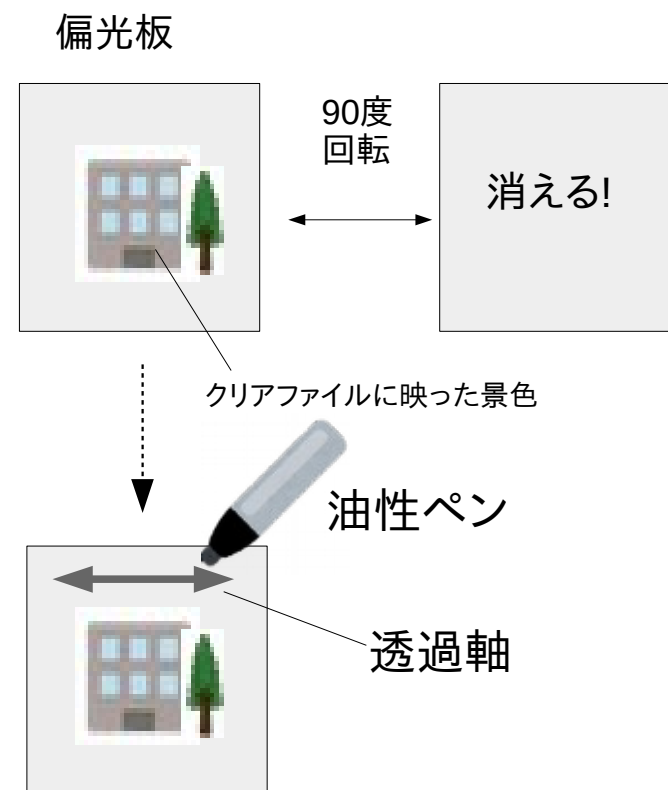 偏光板
90度
回転
消える!
クリアファイルに映った景色
油性ペン
透過軸